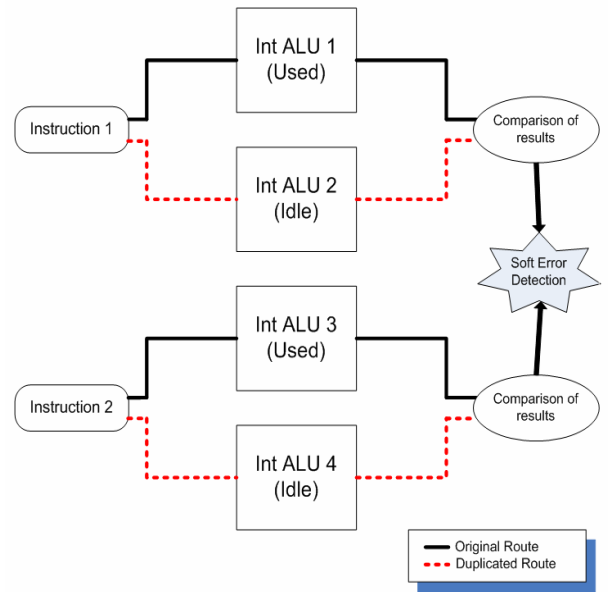 Int ALU 1
(Used)
Instruction 1
Comparison of
results
Int ALU 2
(Idle)
Soft Error
Detection
Int ALU 3
(Used)
Instruction 2
Comparison of
results
Int ALU 4
(Idle)
Original Route
Duplicated Route